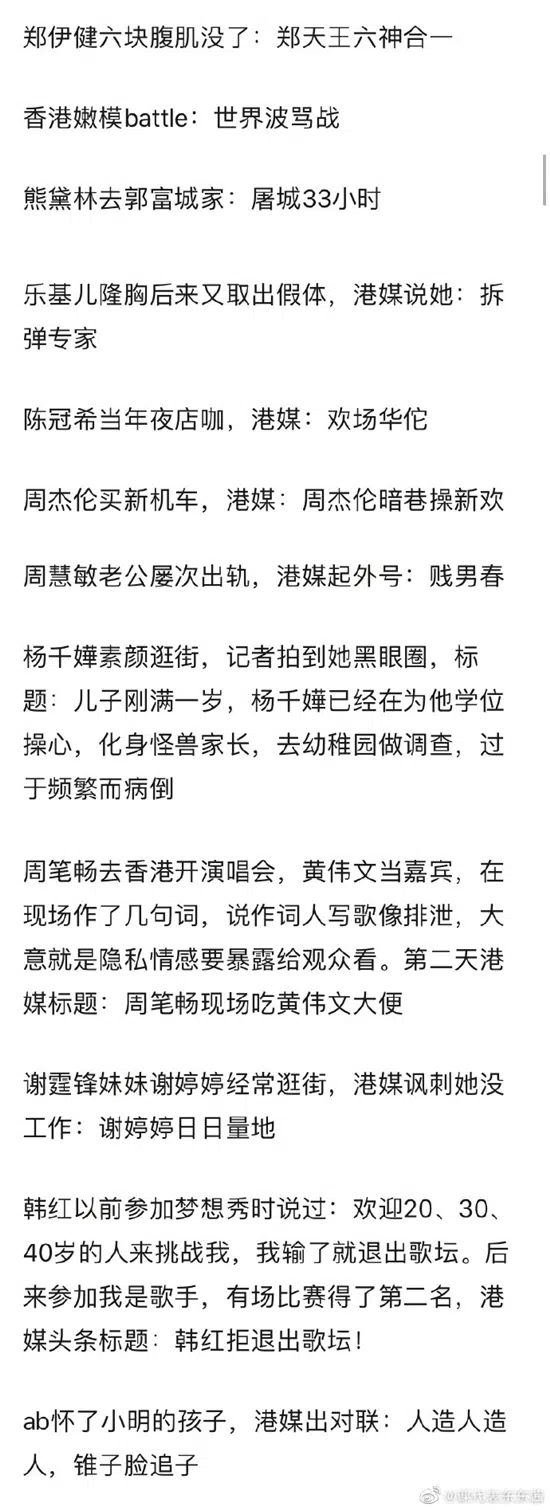 郑伊健六块腹肌没了：郑天王六神合一
香港嫩模battle：世界波骂战
熊黛林去郭富城家：屠城33小时
乐基儿隆胸后来又取出假体，港媒说她：拆
弹专家
陈冠希当年夜店咖，港媒：欢场华佗
周杰伦买新机车，港媒：周杰伦暗巷操新欢
周慧敏老公屡次出轨，港媒起外号：贱男春
杨千嬅素颜逛街，记者拍到她黑眼圈，标
题：儿子刚满一岁，杨千嬅已经在为他学位
操心，化身怪兽家长，去幼稚园做调查，过
于频繁而病倒
周笔畅去香港开演唱会，黄伟文当嘉宾，在
现场作了几句词，说作词人写歌像排泄，大
意就是隐私情感要暴露给观众看。第二天港
媒标题：周笔畅现场吃黄伟文大便
谢霆锋妹妹谢婷婷经常逛街，港媒讽刺她没
工作：谢婷婷日日量地
韩红以前参加梦想秀时说过：欢迎20、30、
40岁的人来挑战我，我输了就退出歌坛。后
来参加我是歌手，有场比赛得了第二名，港
媒头条标题：韩红拒退出歌坛！
ab怀了小明的孩子，港媒出对联：人造人造
人，锥子脸追子